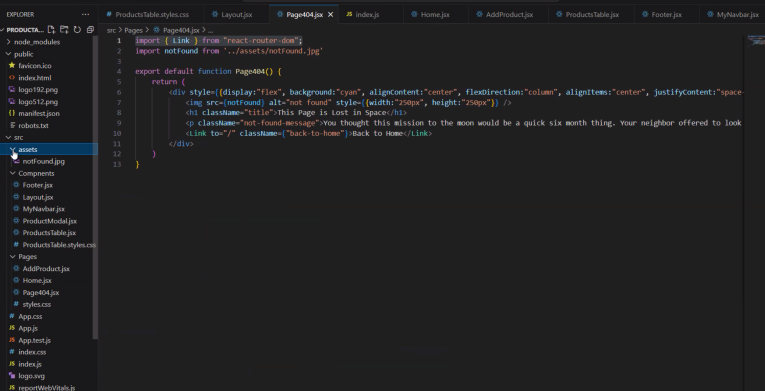 EXPLORER
ProductsTable.styles.css
Layout.jsx
Page404.jsx
index.js
Home.jsx
AddProduct.jsx
ProductsTable.jsx
Footer.jsx
MyNavbar.jsx
PRODUCTA...
src > Pages > Page404.jsx > ...
node_modules
public
favicon.ico
index.html
logo192.png
logo512.png
manifest.json
robots.txt
src
assets
notFound.jpg
Compnents
Footer.jsx
Layout.jsx
MyNavbar.jsx
ProductModal.jsx
ProductsTable.jsx
ProductsTable.styles.css
Pages
AddProduct.jsx
Home.jsx
Page404.jsx
styles.css
App.css
App.js
App.test.js
index.css
index.js
logo.svg
reportWebVitals.js
1 import { Link } from "react-router-dom";
2 import notFound from '../assets/notFound.jpg'
3
4 export default function Page404() {
5 return (
6 <div style={{display:"flex", background:"cyan", alignContent:"center", flexDirection:"column", alignItems:"center", justifyContent:"space-
7 <img src={notFound} alt="not found" style={{width:"250px", height:"250px"}} />
8 <h1 className="title">This Page is Lost in Space</h1>
9 <p className="not-found-message">You thought this mission to the moon would be a quick six month thing. Your neighbor offered to look
10 <Link to="/" className={"back-to-home"}>Back to Home</Link>
11 </div>
12 )
13 }